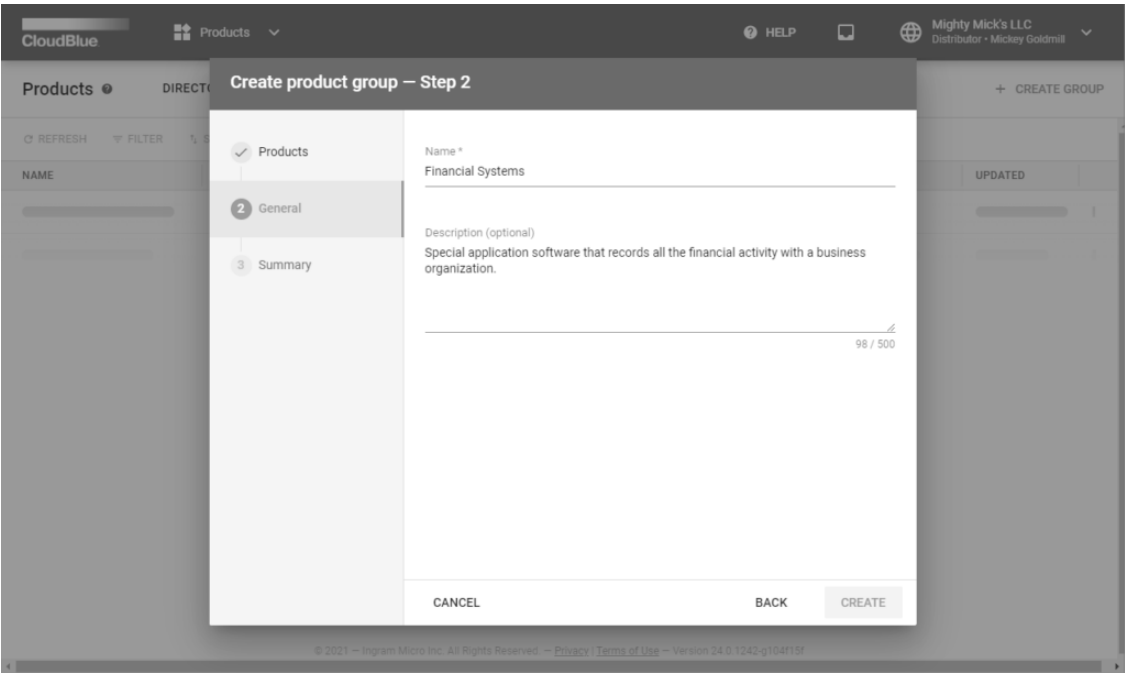 CloudBlue
Products
HELP
Mighty Mick's LLC
Distributor • Mickey Goldmill
Products
DIRECTO
+ CREATE GROUP
REFRESH
FILTER
S
NAME
UPDATED
Create product group — Step 2
Products
2 General
3 Summary
Name *
Financial Systems
Description (optional)
Special application software that records all the financial activity with a business
organization.
98 / 500
CANCEL
BACK
CREATE
© 2021 — Ingram Micro Inc. All Rights Reserved. — Privacy | Terms of Use — Version 24.0.1242-g104f15f